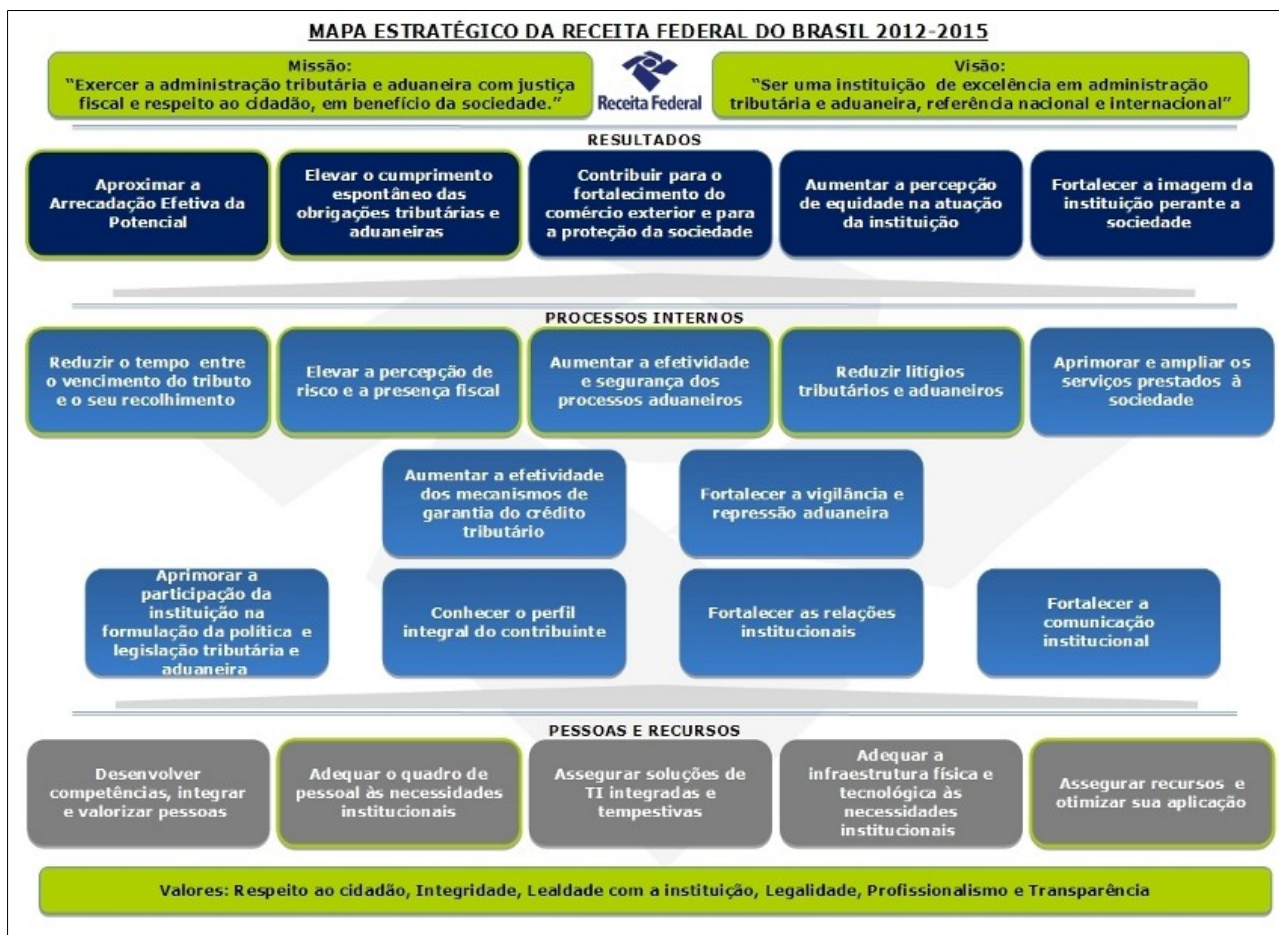 MAPA ESTRATÉGICO DA RECEITA FEDERAL DO BRASIL 2012-2015
Missão:
“Exercer a administração tributária e aduaneira com justiça
fiscal e respeito ao cidadão, em benefício da sociedade.”
Receita Federal
Visão:
“Ser uma instituição de excelência em administração
tributária e aduaneira, referência nacional e internacional”
RESULTADOS
Aproximar a
Arrecadação Efetiva da
Potencial
Elevar o cumprimento
espontâneo das
obrigações tributárias e
aduaneiras
Contribuir para o
fortalecimento do
comércio exterior e para
a proteção da sociedade
Aumentar a percepção
de equidade na atuação
da instituição
Fortalecer a imagem da
instituição perante a
sociedade
PROCESSOS INTERNOS
Reduzir o tempo entre
o vencimento do tributo
e o seu recolhimento
Elevar a percepção de
risco e a presença fiscal
Aumentar a efetividade
e segurança dos
processos aduaneiros
Reduzir litígios
tributários e aduaneiros
Aprimorar e ampliar os
serviços prestados à
sociedade
Aumentar a efetividade
dos mecanismos de
garantia do crédito
tributário
Fortalecer a vigilância e
repressão aduaneira
Aprimorar a
participação da
instituição na
formulação da política e
legislação tributária e
aduaneira
Conhecer o perfil
integral do contribuinte
Fortalecer as relações
institucionais
Fortalecer a
comunicação
institucional
PESSOAS E RECURSOS
Desenvolver
competências, integrar
e valorizar pessoas
Adequar o quadro de
pessoal às necessidades
institucionais
Assegurar soluções de
TI integradas e
tempestivas
Adequar a
infraestrutura física e
tecnológica às
necessidades
institucionais
Assegurar recursos e
otimizar sua aplicação
Valores: Respeito ao cidadão, Integridade, Lealdade com a instituição, Legalidade, Profissionalismo e Transparência